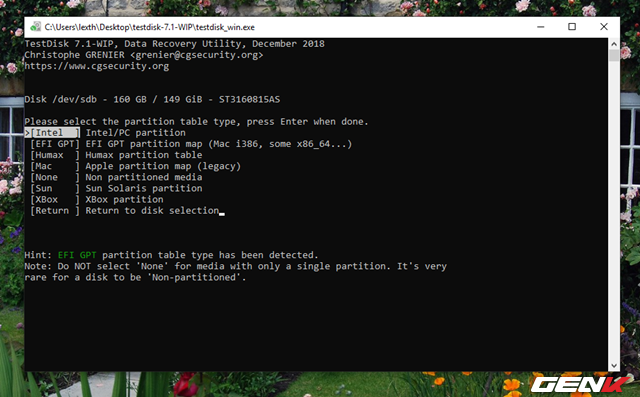 C:\Users\lexth\Desktop\testdisk-7.1-WIP\testdisk_win.exe
TestDisk 7.1-WIP, Data Recovery Utility, December 2018
Christophe GRENIER <grenier@cgsecurity.org>
https://www.cgsecurity.org
Disk /dev/sdb - 160 GB / 149 GiB - ST3160815AS
Please select the partition table type, press Enter when done.
>[Intel  ] Intel/PC partition
[EFI GPT] EFI GPT partition map (Mac i386, some x86_64...)
[Humax  ] Humax partition table
[Mac    ] Apple partition map (legacy)
[None   ] Non partitioned media
[Sun    ] Sun Solaris partition
[XBox   ] XBox partition
[Return ] Return to disk selection
Hint: EFI GPT partition table type has been detected.
Note: Do NOT select 'None' for media with only a single partition. It's very
rare for a disk to be 'Non-partitioned'.
GENK